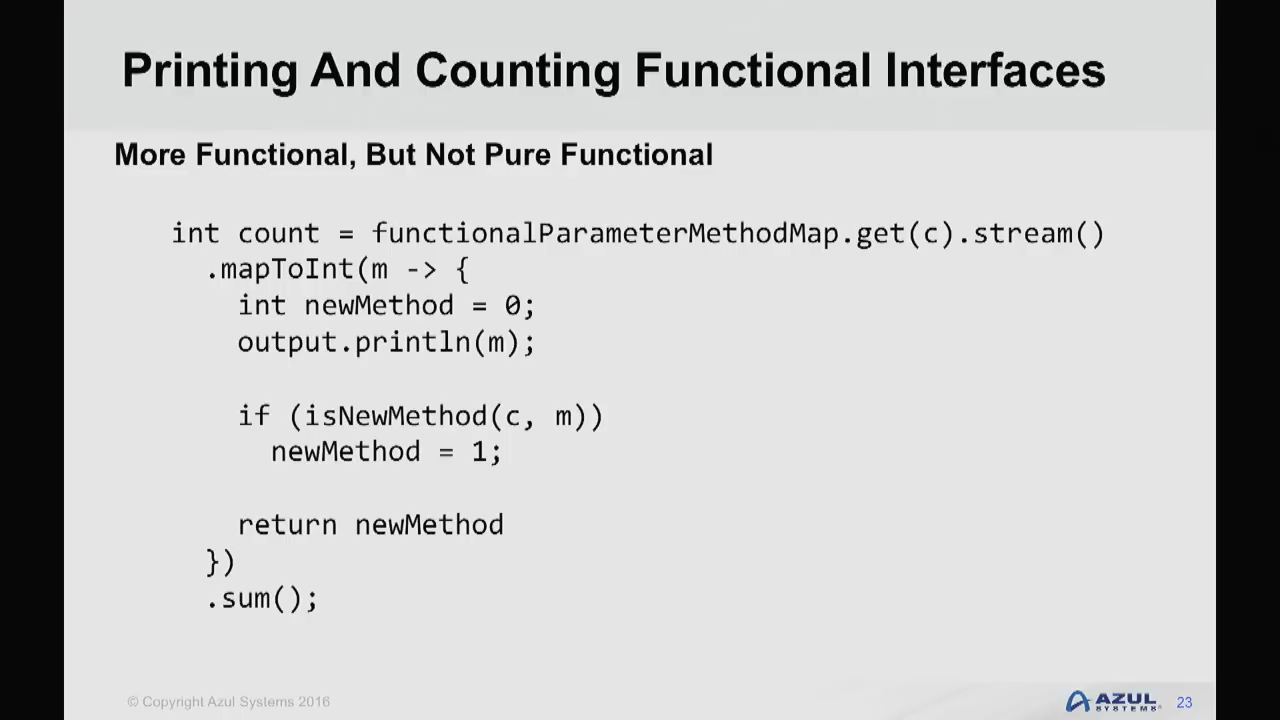 Printing And Counting Functional Interfaces
More Functional, But Not Pure Functional
int count = functionalParameterMethodMap.get(c).stream()
.mapToInt(m -> {
int newMethod = 0;
output.println(m);
if (isNewMethod(c, m))
newMethod = 1;
return newMethod
})
.sum();
© Copyright Azul Systems 2016
AZUL
SYSTEMS
23